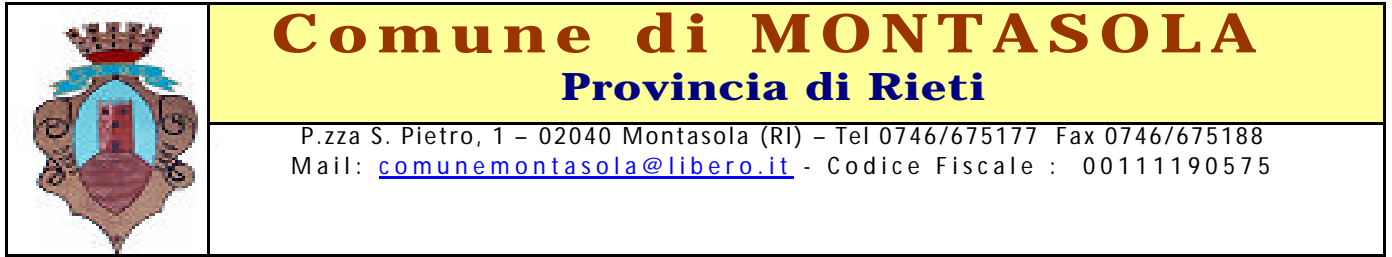 Comune di MONTASOLA
Provincia di Rieti
P.zza S. Pietro, 1 – 02040 Montasola (RI) – Tel 0746/675177 Fax 0746/675188
Mail: comunemontasola@libero.it - Codice Fiscale : 00111190575